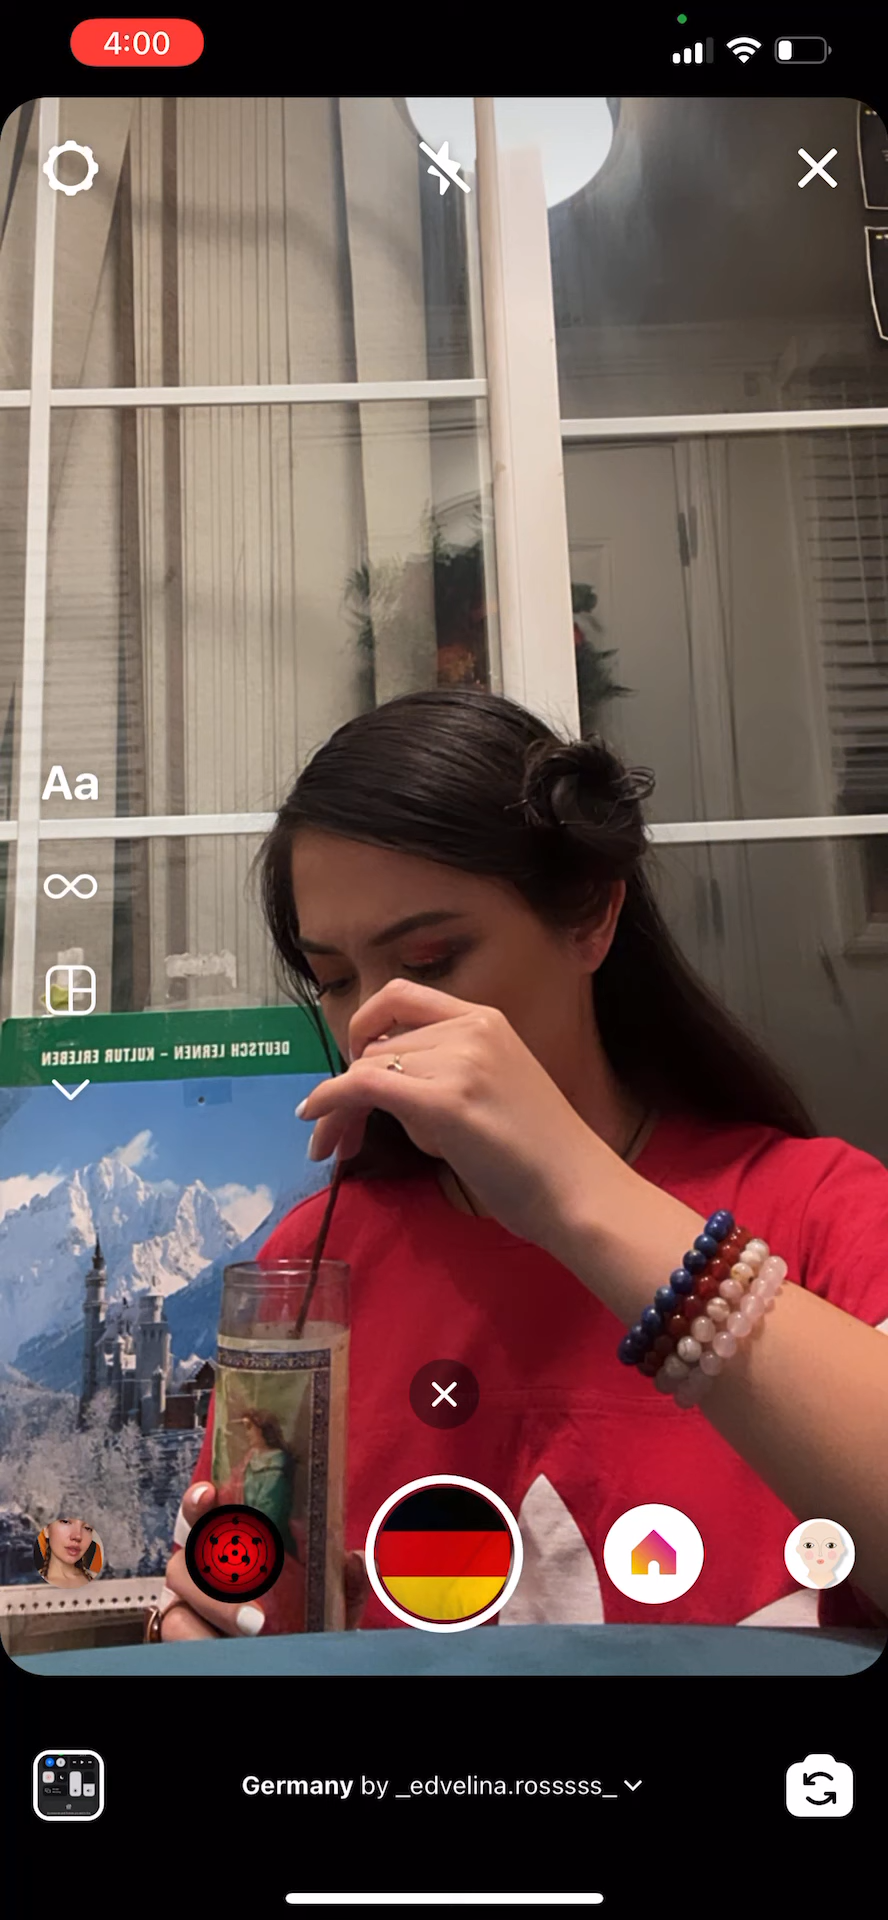 4:00
Aa
DEUTSCH LERNEN – KULTUR ERLEBEN
Germany by _edvelina.rosssss_